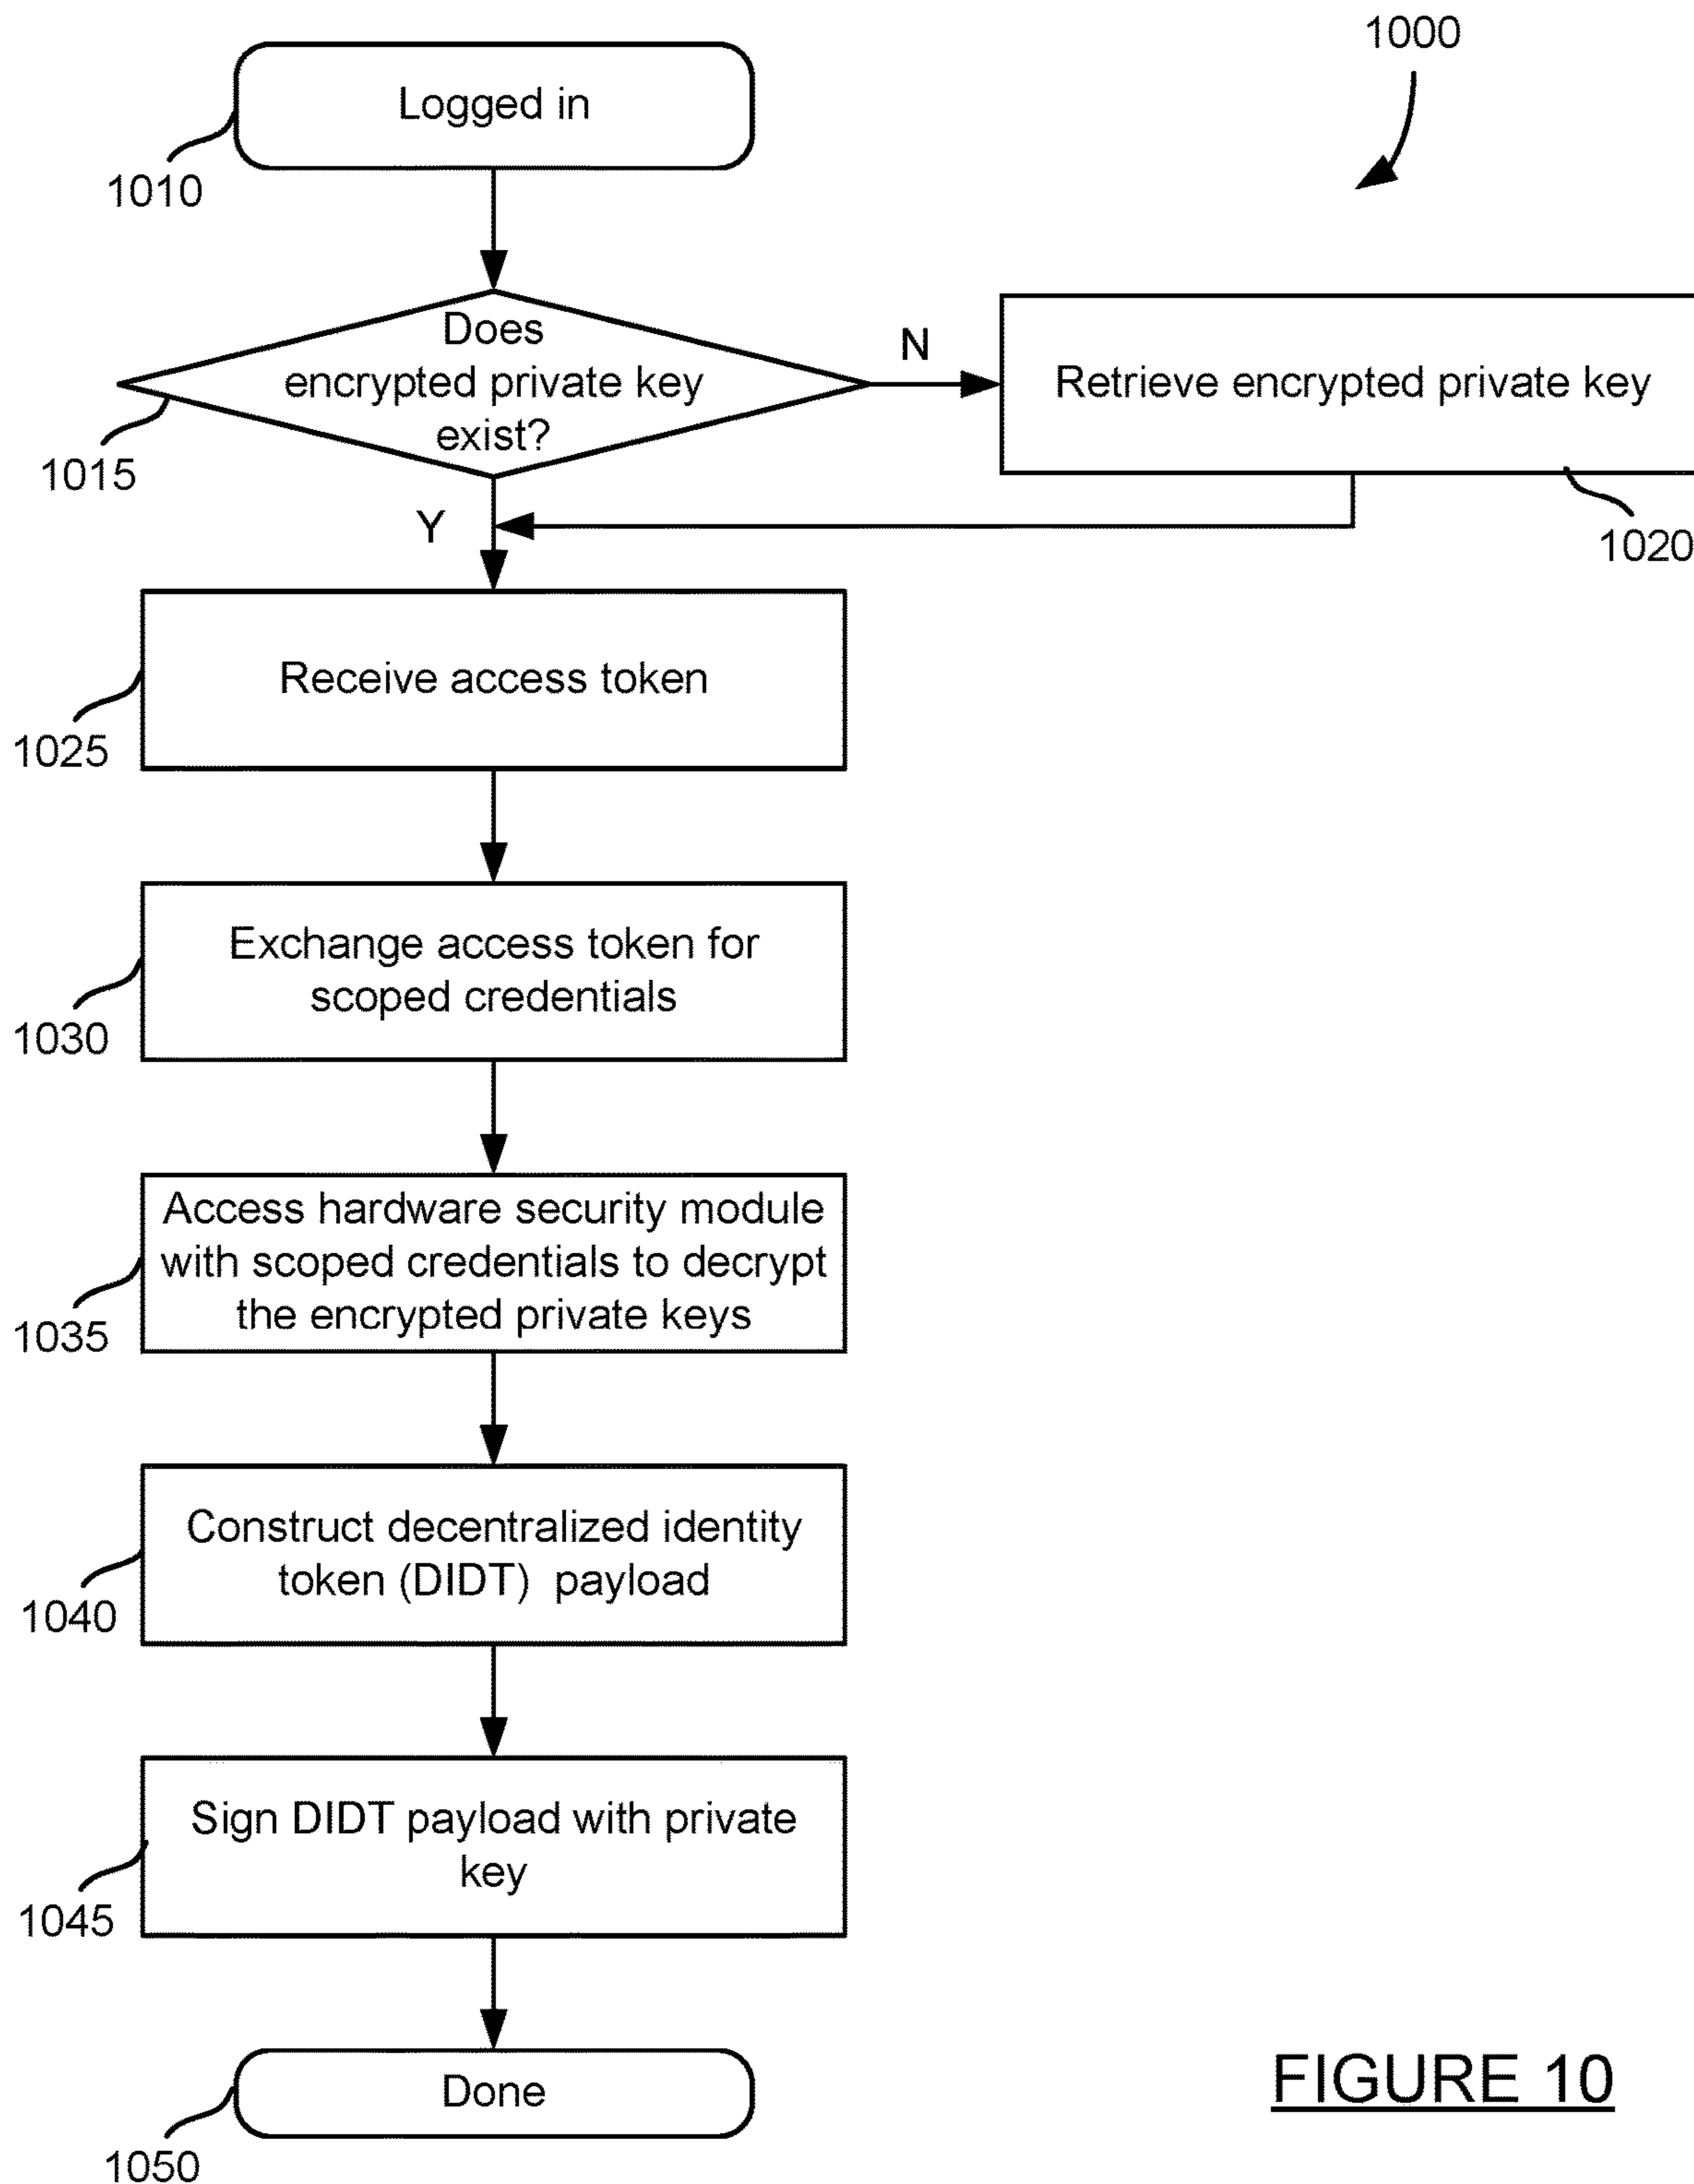 1000
Logged in
1010
Does
encrypted private key
exist?
N
Retrieve encrypted private key
1015
Y
1020
Receive access token
1025
Exchange access token for
scoped credentials
1030
Access hardware security module
with scoped credentials to decrypt
the encrypted private keys
1035
Construct decentralized identity
token (DIDT) payload
1040
Sign DIDT payload with private
key
1045
Done
1050
FIGURE 10